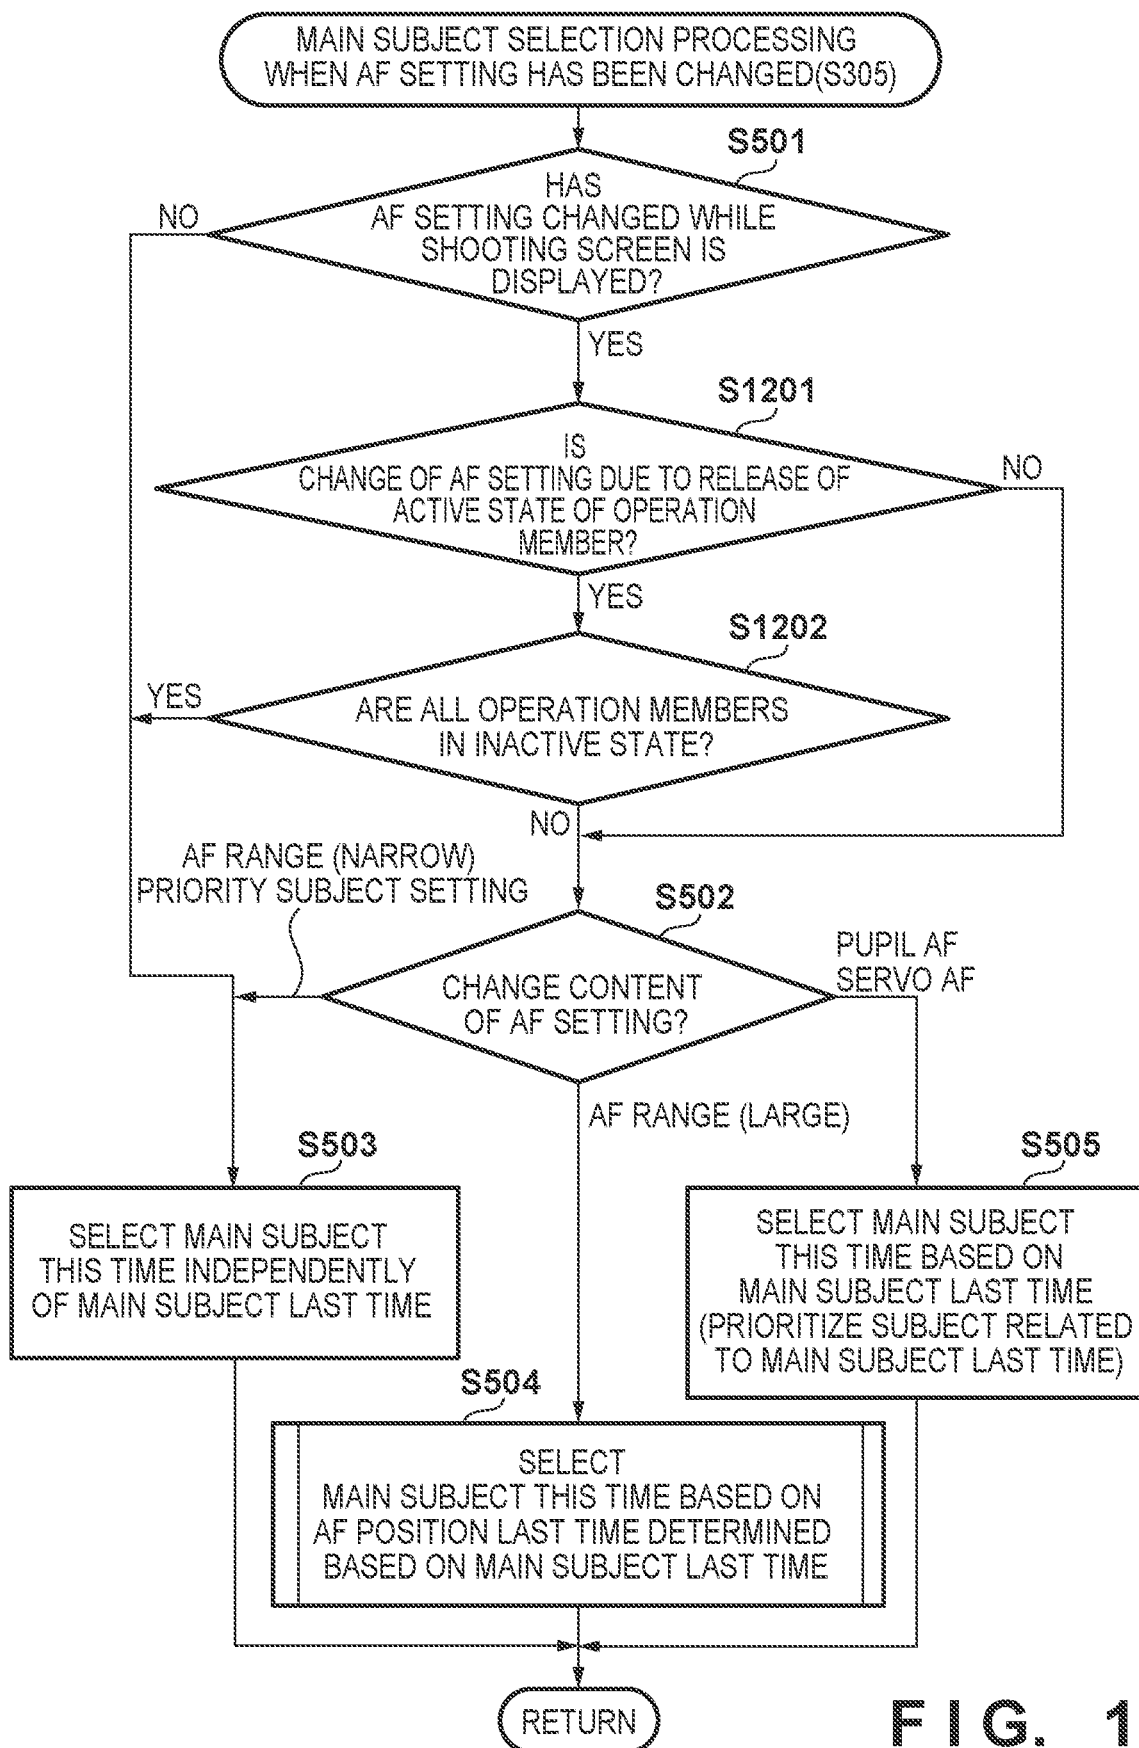 MAIN SUBJECT SELECTION PROCESSING
WHEN AF SETTING HAS BEEN CHANGED(S305)
S501
HAS
AF SETTING CHANGED WHILE
SHOOTING SCREEN IS
DISPLAYED?
NO
YES
S1201
IS
CHANGE OF AF SETTING DUE TO RELEASE OF
ACTIVE STATE OF OPERATION
MEMBER?
NO
YES
S1202
YES
ARE ALL OPERATION MEMBERS
IN INACTIVE STATE?
NO
AF RANGE (NARROW)
PRIORITY SUBJECT SETTING
S502
PUPIL AF
SERVO AF
CHANGE CONTENT
OF AF SETTING?
AF RANGE (LARGE)
S503
SELECT MAIN SUBJECT
THIS TIME INDEPENDENTLY
OF MAIN SUBJECT LAST TIME
S505
SELECT MAIN SUBJECT
THIS TIME BASED ON
MAIN SUBJECT LAST TIME
(PRIORITIZE SUBJECT RELATED
TO MAIN SUBJECT LAST TIME)
S504
SELECT
MAIN SUBJECT THIS TIME BASED ON
AF POSITION LAST TIME DETERMINED
BASED ON MAIN SUBJECT LAST TIME
RETURN
FIG. 1